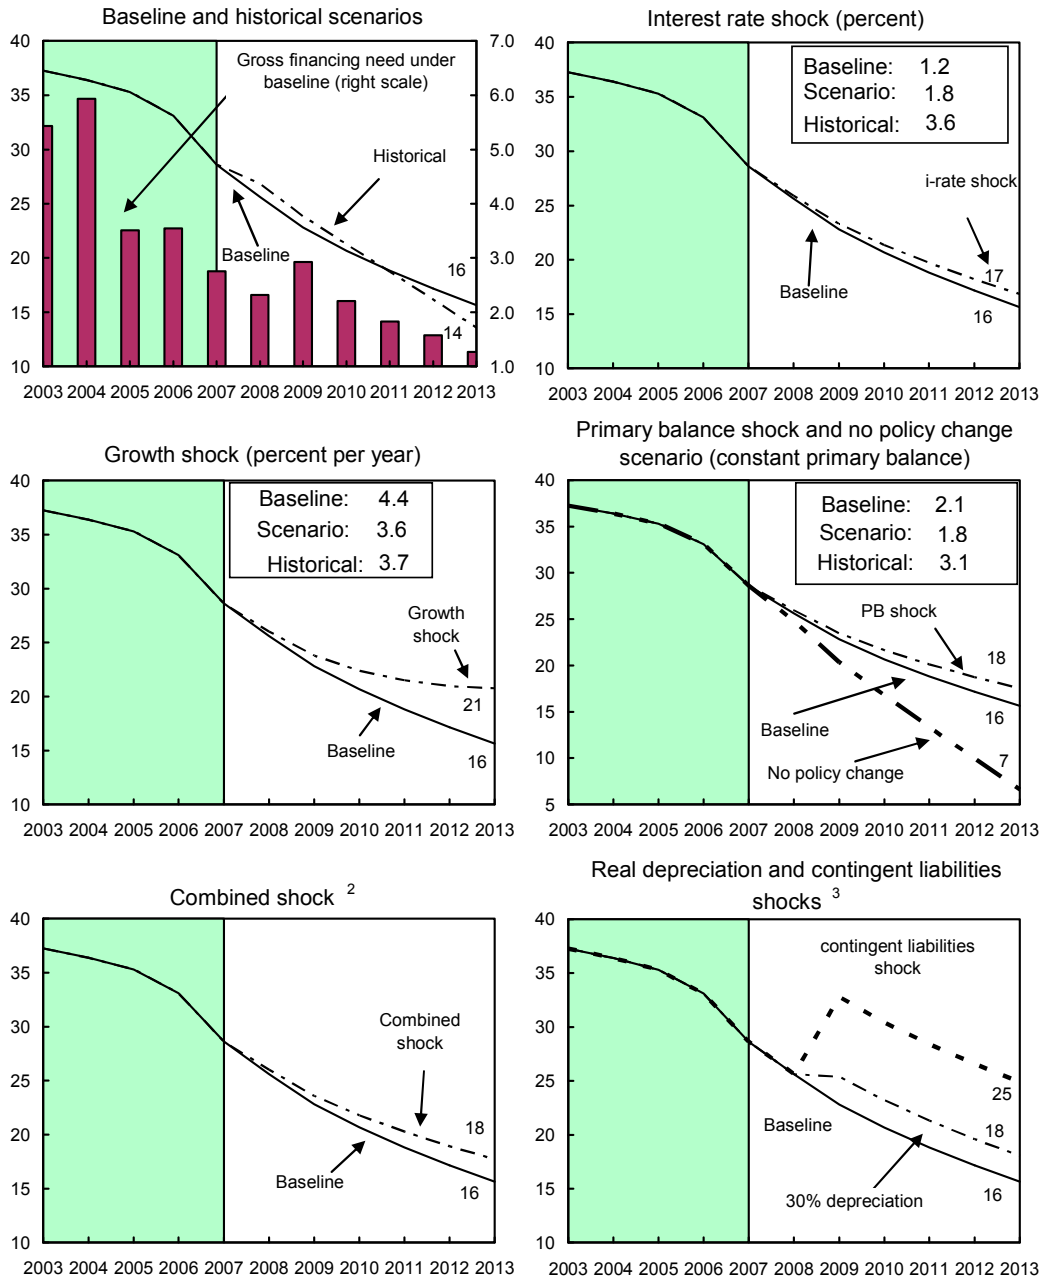 Baseline and historical scenarios
40
35
30
25
20
15
10
7.0
6.0
5.0
4.0
3.0
2.0
1.0
Gross financing need under
baseline (right scale)
Historical
Baseline
16
14
2003 2004 2005 2006 2007 2008 2009 2010 2011 2012 2013
Interest rate shock (percent)
40
35
30
25
20
15
10
Baseline: 1.2
Scenario: 1.8
Historical: 3.6
i-rate shock
17
Baseline
16
2003 2004 2005 2006 2007 2008 2009 2010 2011 2012 2013
Growth shock (percent per year)
40
35
30
25
20
15
10
Baseline: 4.4
Scenario: 3.6
Historical: 3.7
Growth
shock
21
Baseline
16
2003 2004 2005 2006 2007 2008 2009 2010 2011 2012 2013
Primary balance shock and no policy change
scenario (constant primary balance)
40
35
30
25
20
15
10
5
Baseline: 2.1
Scenario: 1.8
Historical: 3.1
PB shock
18
16
Baseline
7
No policy change
2003 2004 2005 2006 2007 2008 2009 2010 2011 2012 2013
Combined shock 2
40
35
30
25
20
15
10
Combined
shock
18
Baseline
16
2003 2004 2005 2006 2007 2008 2009 2010 2011 2012 2013
Real depreciation and contingent liabilities
shocks 3
40
35
30
25
20
15
10
contingent liabilities
shock
25
Baseline
18
30% depreciation
16
2003 2004 2005 2006 2007 2008 2009 2010 2011 2012 2013